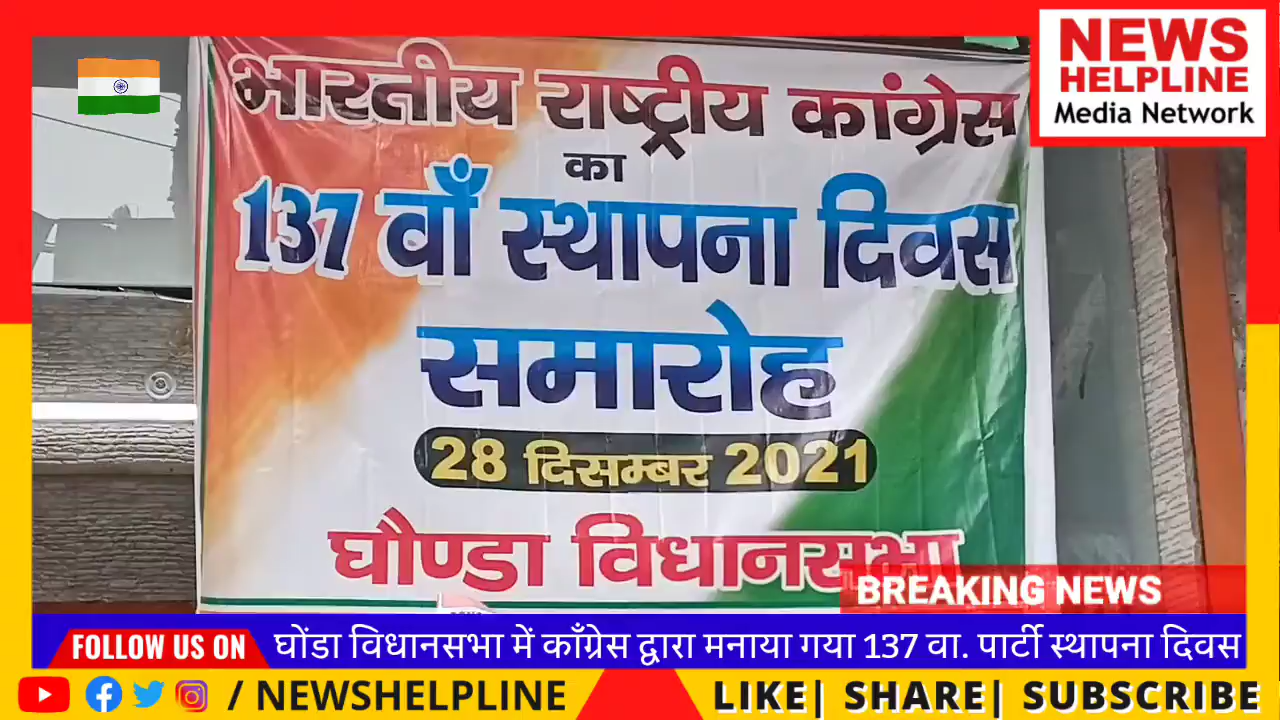 NEWS
HELPLINE
Media Network
भारतीय राष्ट्रीय कांग्रेस
का
137 वाँ स्थापना दिवस
समारोह
28 दिसम्बर 2021
घौण्डा विधानसभा
BREAKING NEWS
FOLLOW US ON घोंडा विधानसभा में काँग्रेस द्वारा मनाया गया 137 वा. पार्टी स्थापना दिवस
/ NEWSHELPLINE LIKE| SHARE| SUBSCRIBE